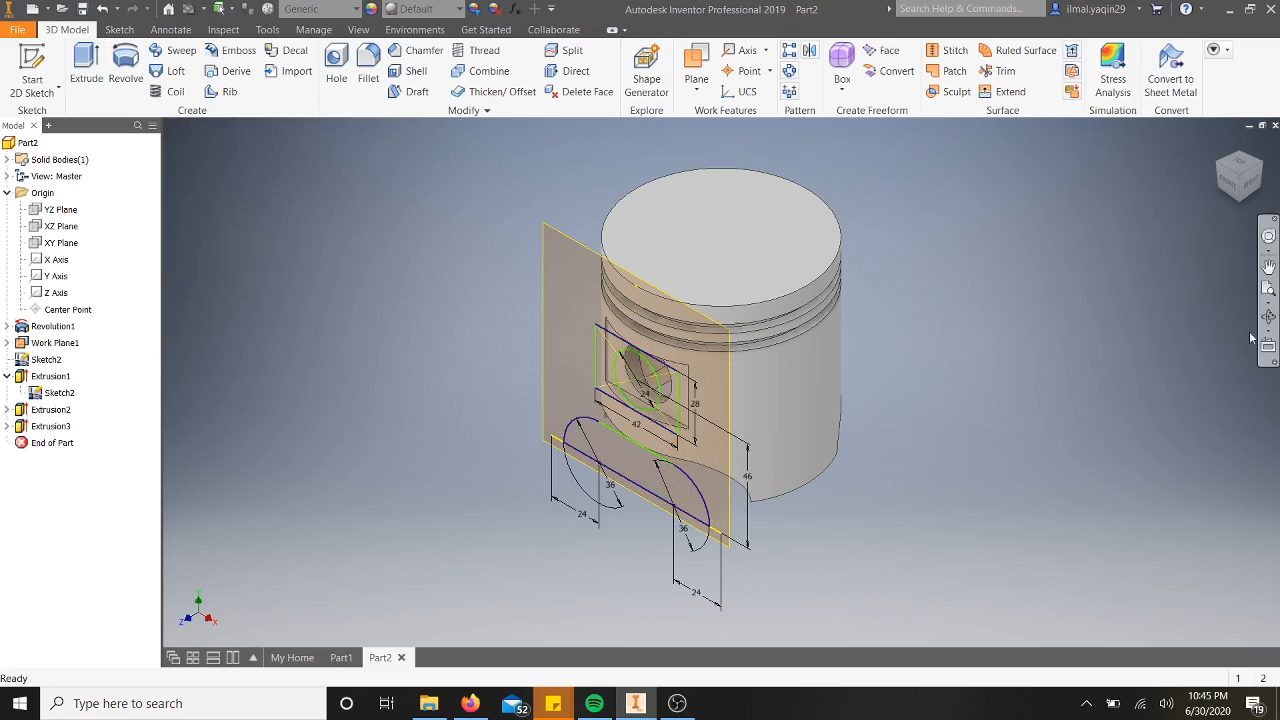 Generic
Default
Autodesk Inventor Professional 2019 Part2
Search Help & Commands...
ilmal.yaqin29
File
3D Model
Sketch
Annotate
Inspect
Tools
Manage
View
Environments
Get Started
Collaborate
Start
2D Sketch
Extrude
Revolve
Sweep
Emboss
Decal
Loft
Derive
Import
Coil
Rib
Hole
Fillet
Chamfer
Thread
Split
Shell
Combine
Direct
Draft
Thicken/ Offset
Delete Face
Shape
Generator
Plane
Axis
Point
UCS
Box
Face
Convert
Stitch
Ruled Surface
Patch
Trim
Sculpt
Extend
Stress
Analysis
Convert to
Sheet Metal
Sketch
Create
Modify
Explore
Work Features
Pattern
Create Freeform
Surface
Simulation
Convert
Model
Part2
Solid Bodies(1)
View: Master
Origin
YZ Plane
XZ Plane
XY Plane
X Axis
Y Axis
Z Axis
Center Point
Revolution1
Work Plane1
Sketch2
Extrusion1
Sketch2
Extrusion2
Extrusion3
End of Part
TOP
FRONT
24
28
42
46
36
24
36
24
Y
Z
X
My Home
Part1
Part2
Ready
1
2
Type here to search
52
10:45 PM
6/30/2020
19